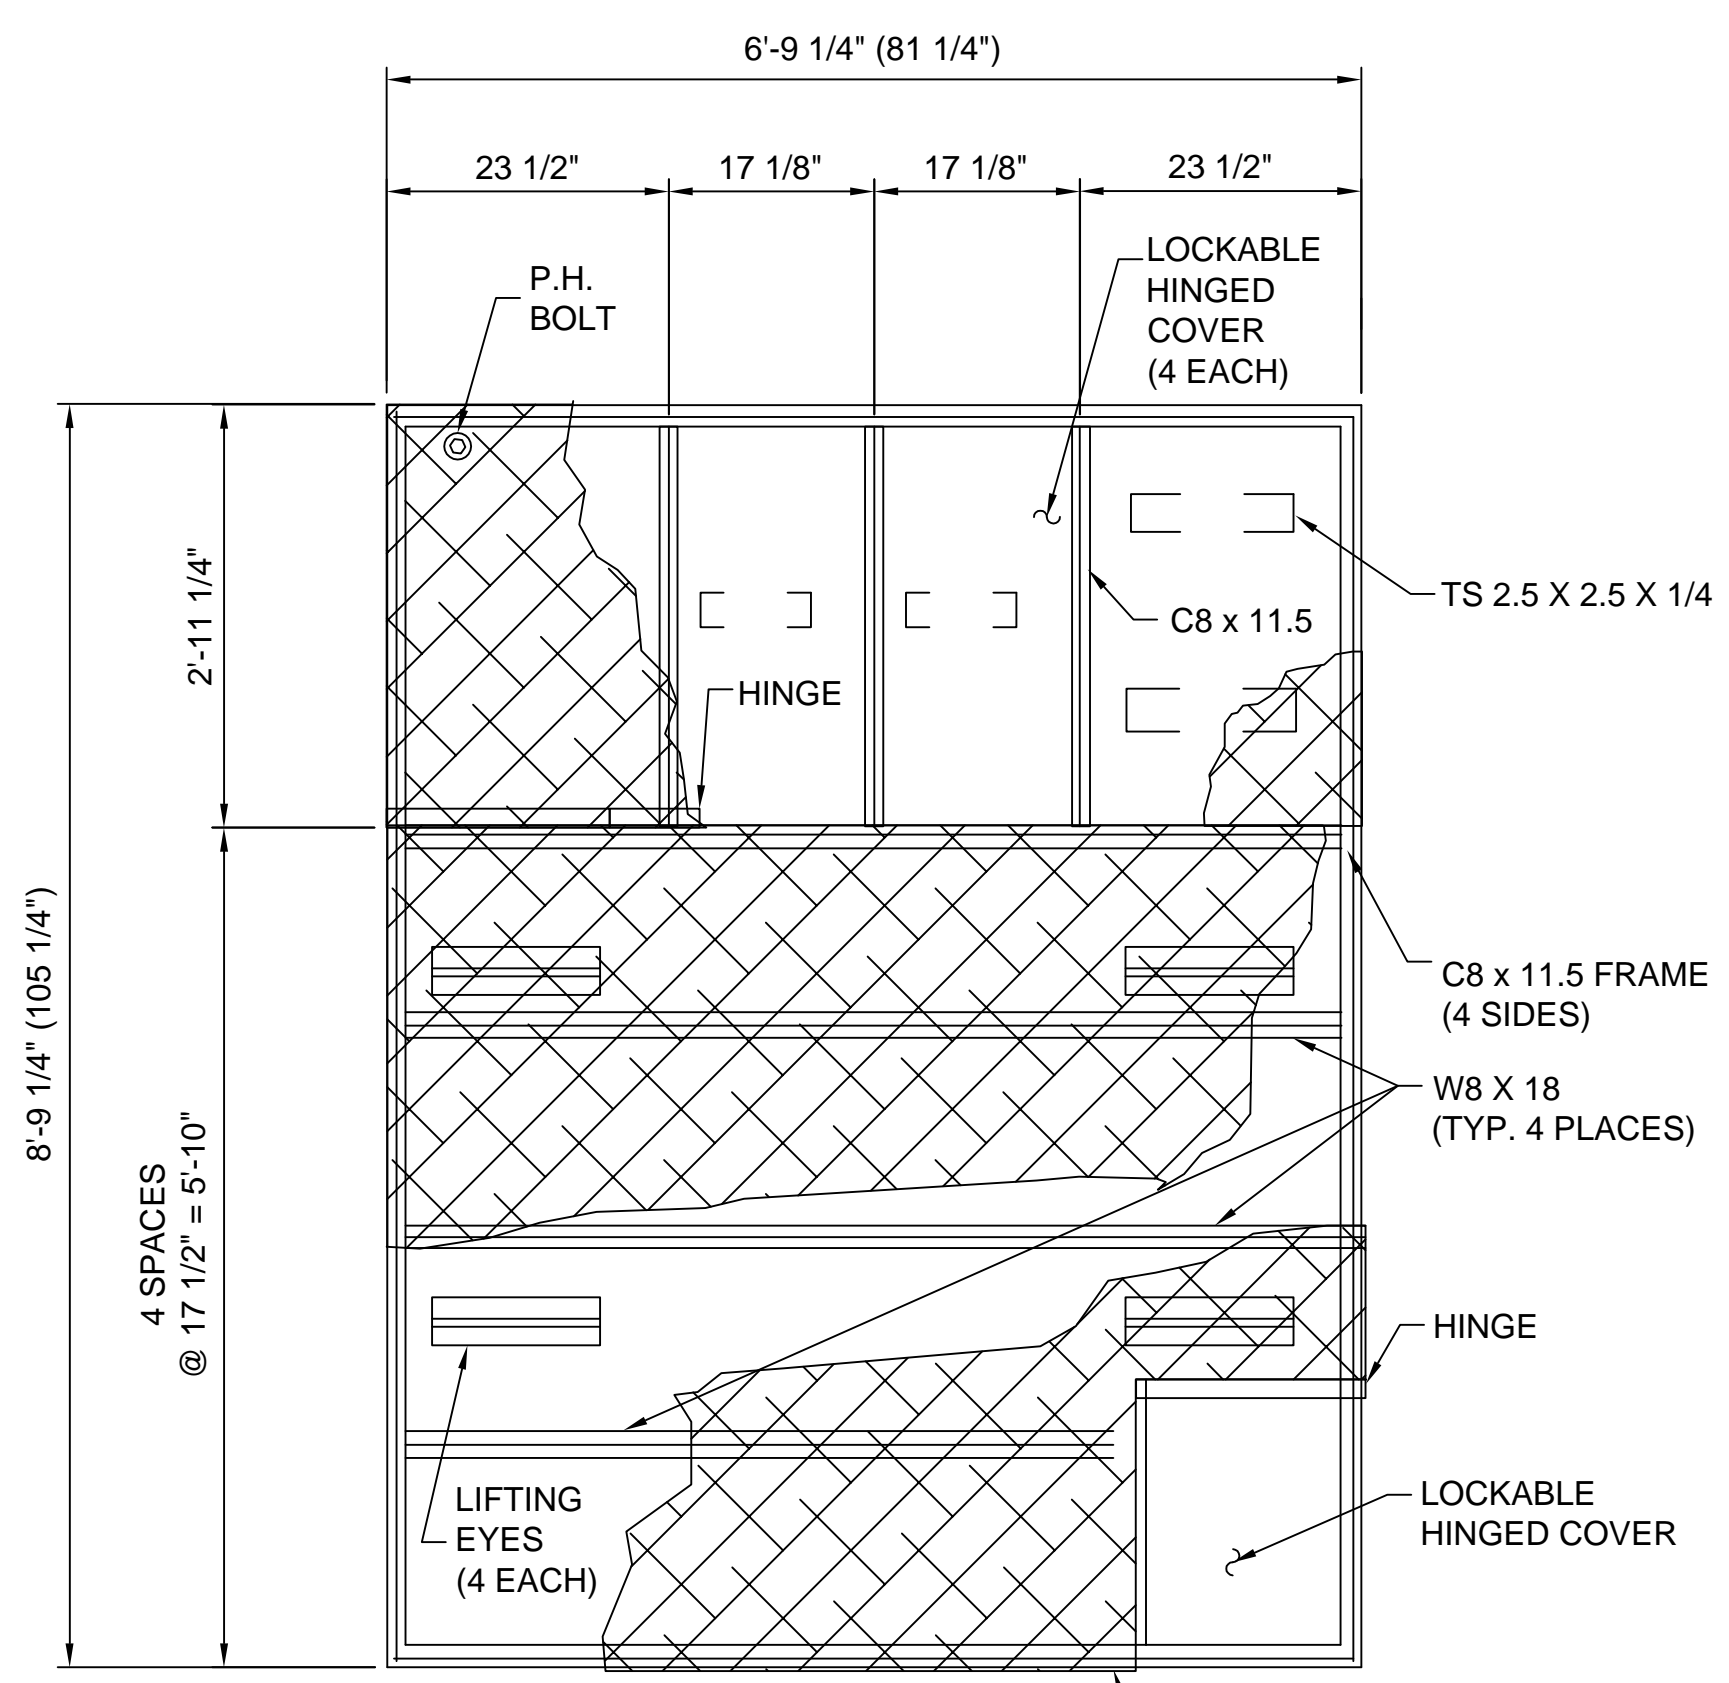 6'-9 1/4" (81 1/4")
23 1/2"
17 1/8"
17 1/8"
23 1/2"
P.H.
BOLT
LOCKABLE
HINGED
COVER
(4 EACH)
2'-11 1/4"
TS 2.5 X 2.5 X 1/4
C8 x 11.5
HINGE
8'-9 1/4" (105 1/4")
4 SPACES
@ 17 1/2" = 5'-10"
C8 x 11.5 FRAME
(4 SIDES)
W8 X 18
(TYP. 4 PLACES)
HINGE
LIFTING
EYES
(4 EACH)
LOCKABLE
HINGED COVER